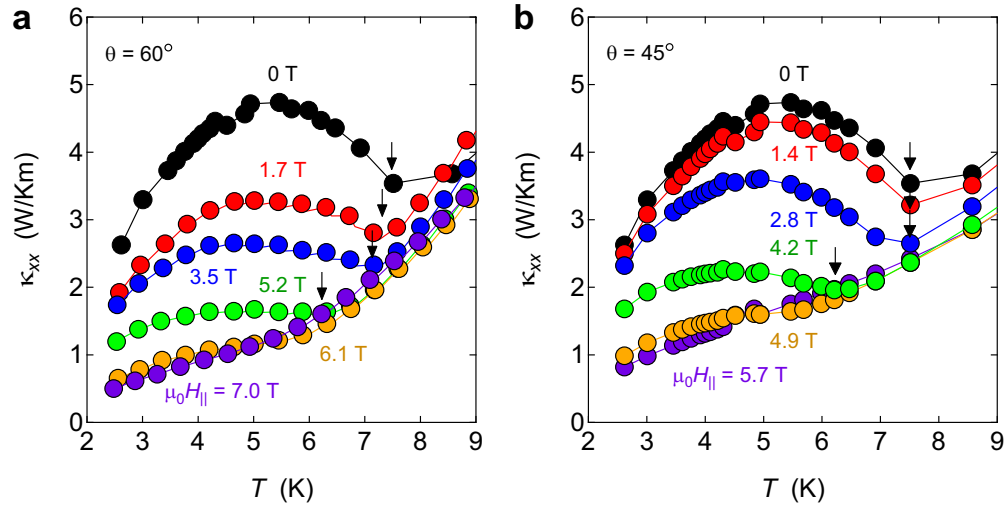 a
θ = 60°
0 T
1.7 T
3.5 T
5.2 T
6.1 T
μ₀H|| = 7.0 T
κxx (W/Km)
6
5
4
3
2
1
0
2 3 4 5 6 7 8 9
T (K)
b
θ = 45°
0 T
1.4 T
2.8 T
4.2 T
4.9 T
μ₀H|| = 5.7 T
κxx (W/Km)
6
5
4
3
2
1
0
2 3 4 5 6 7 8 9
T (K)